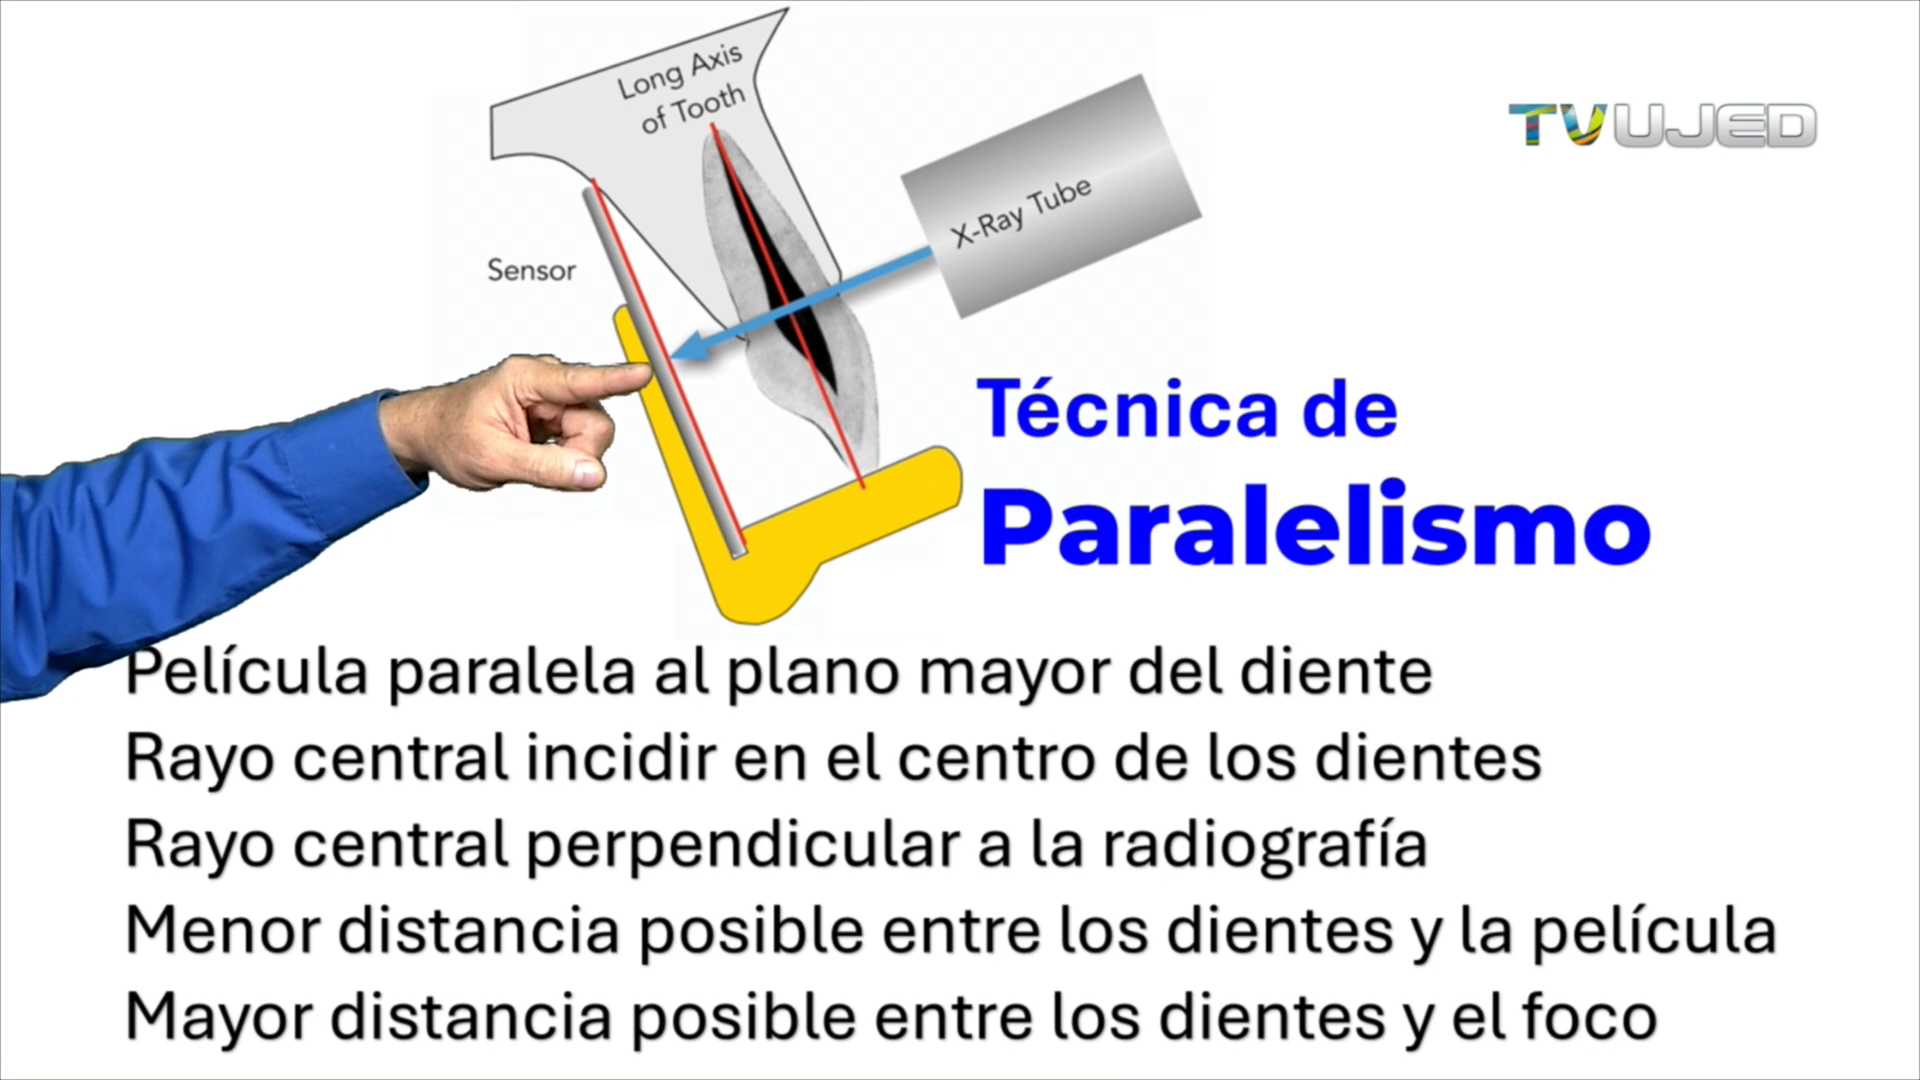 Long Axis
of Tooth
TVUJED
X-Ray Tube
Sensor
Técnica de
Paralelismo
Película paralela al plano mayor del diente
Rayo central incidir en el centro de los dientes
Rayo central perpendicular a la radiografía
Menor distancia posible entre los dientes y la película
Mayor distancia posible entre los dientes y el foco